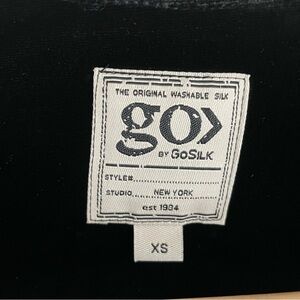 THE ORIGINAL WASHABLE SILK
go>
BY GOSILK
STYLE#..............
STUDIO...... NEW YORK
est 1994
XS